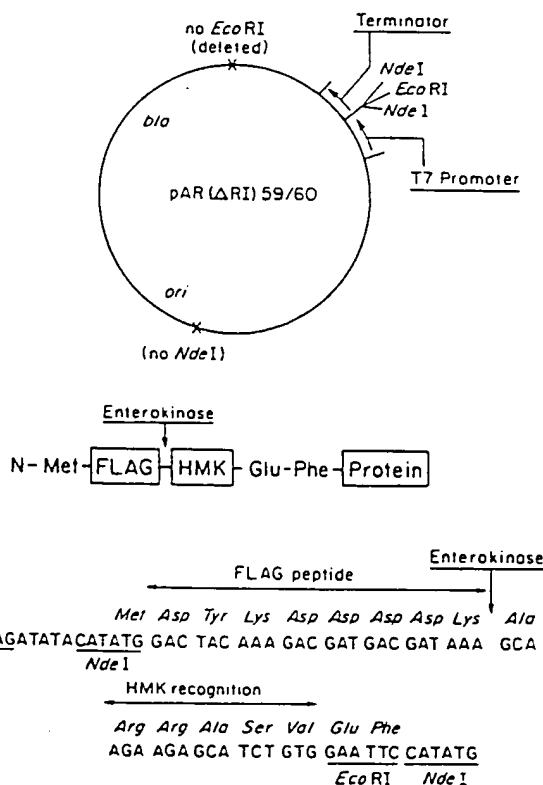 no EcoRI
(deleted)
Terminator
NdeI
EcoRI
NdeI
bla
T7 Promoter
pAR(ΔRI)59/60
ori
(no NdeI)
Enterokinase
N-Met-FLAG-HMK-Glu-Phe-Protein
Enterokinase
FLAG peptide
Met Asp Tyr Lys Asp Asp Asp Asp Lys Ala
AGATATACATATG GAC TAC AAA GAC GAT GAC GAT AAA GCA
NdeI
HMK recognition
Arg Arg Ala Ser Val Glu Phe
AGA AGAGCA TCT GTG GAA TTC CATATG
EcoRI NdeI